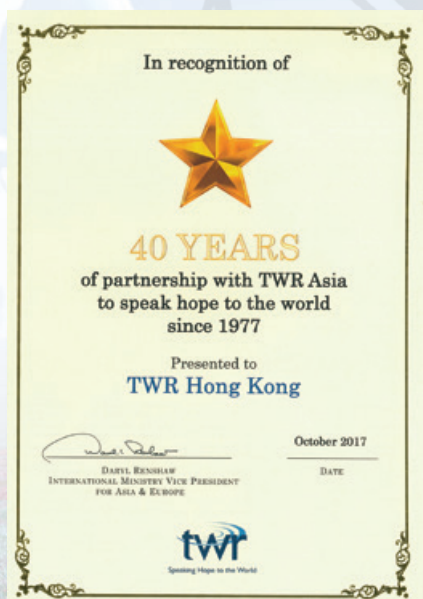 In recognition of
40 YEARS
of partnership with TWR Asia
to speak hope to the world
since 1977
Presented to
TWR Hong Kong
October 2017
DARYL RENSHAW
DATE
INTERNATIONAL MINISTRY VICE PRESIDENT
FOR ASIA & EUROPE
twr
Speaking Hope to the World